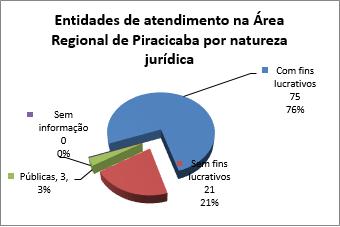 Entidades de atendimento na Área
Regional de Piracicaba por natureza
jurídica
Com fins
lucrativos
75
76%
Sem
informação
0
0%
Públicas, 3,
3%
Sem fins
lucrativos
21
21%